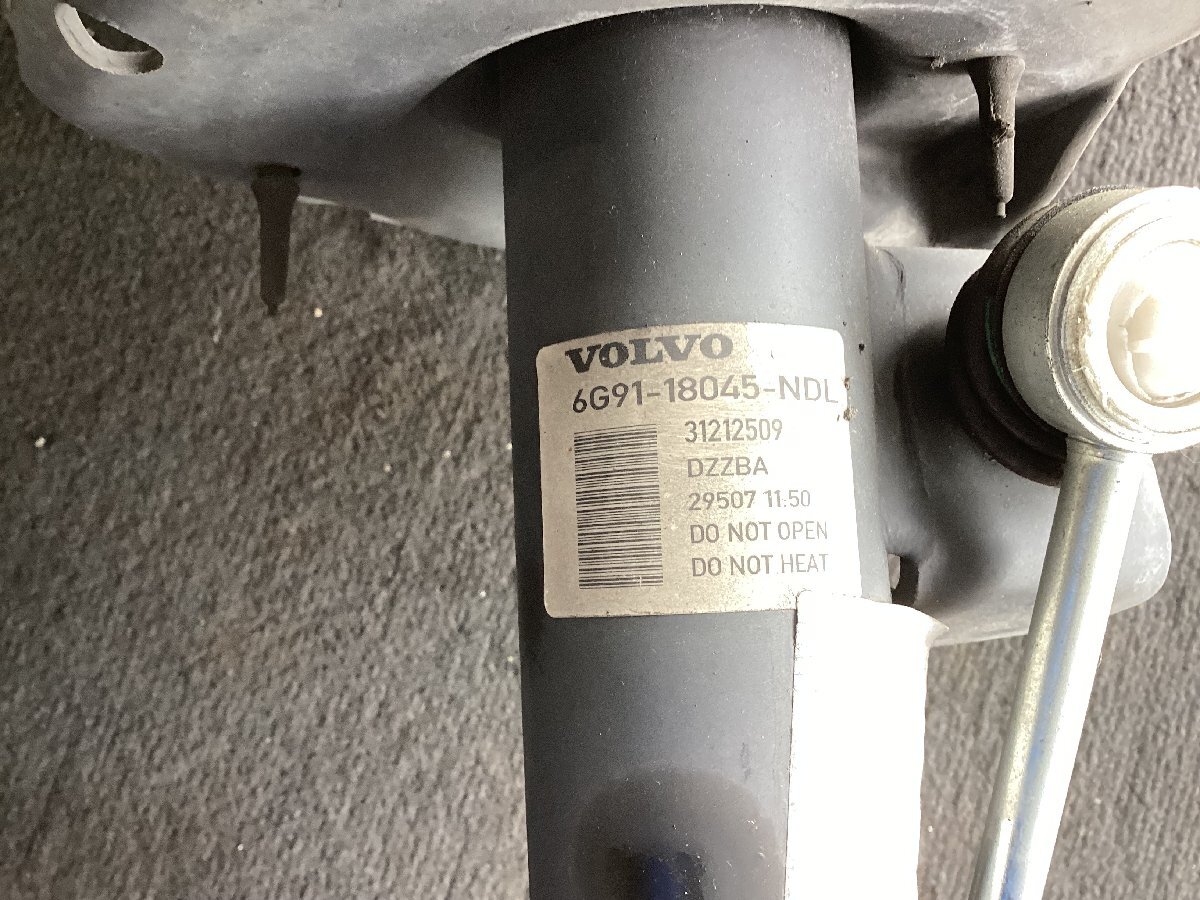 VOLVO
6G91-18045-NDL
31212509
DZZBA
29507 11:50
DO NOT OPEN
DO NOT HEAT